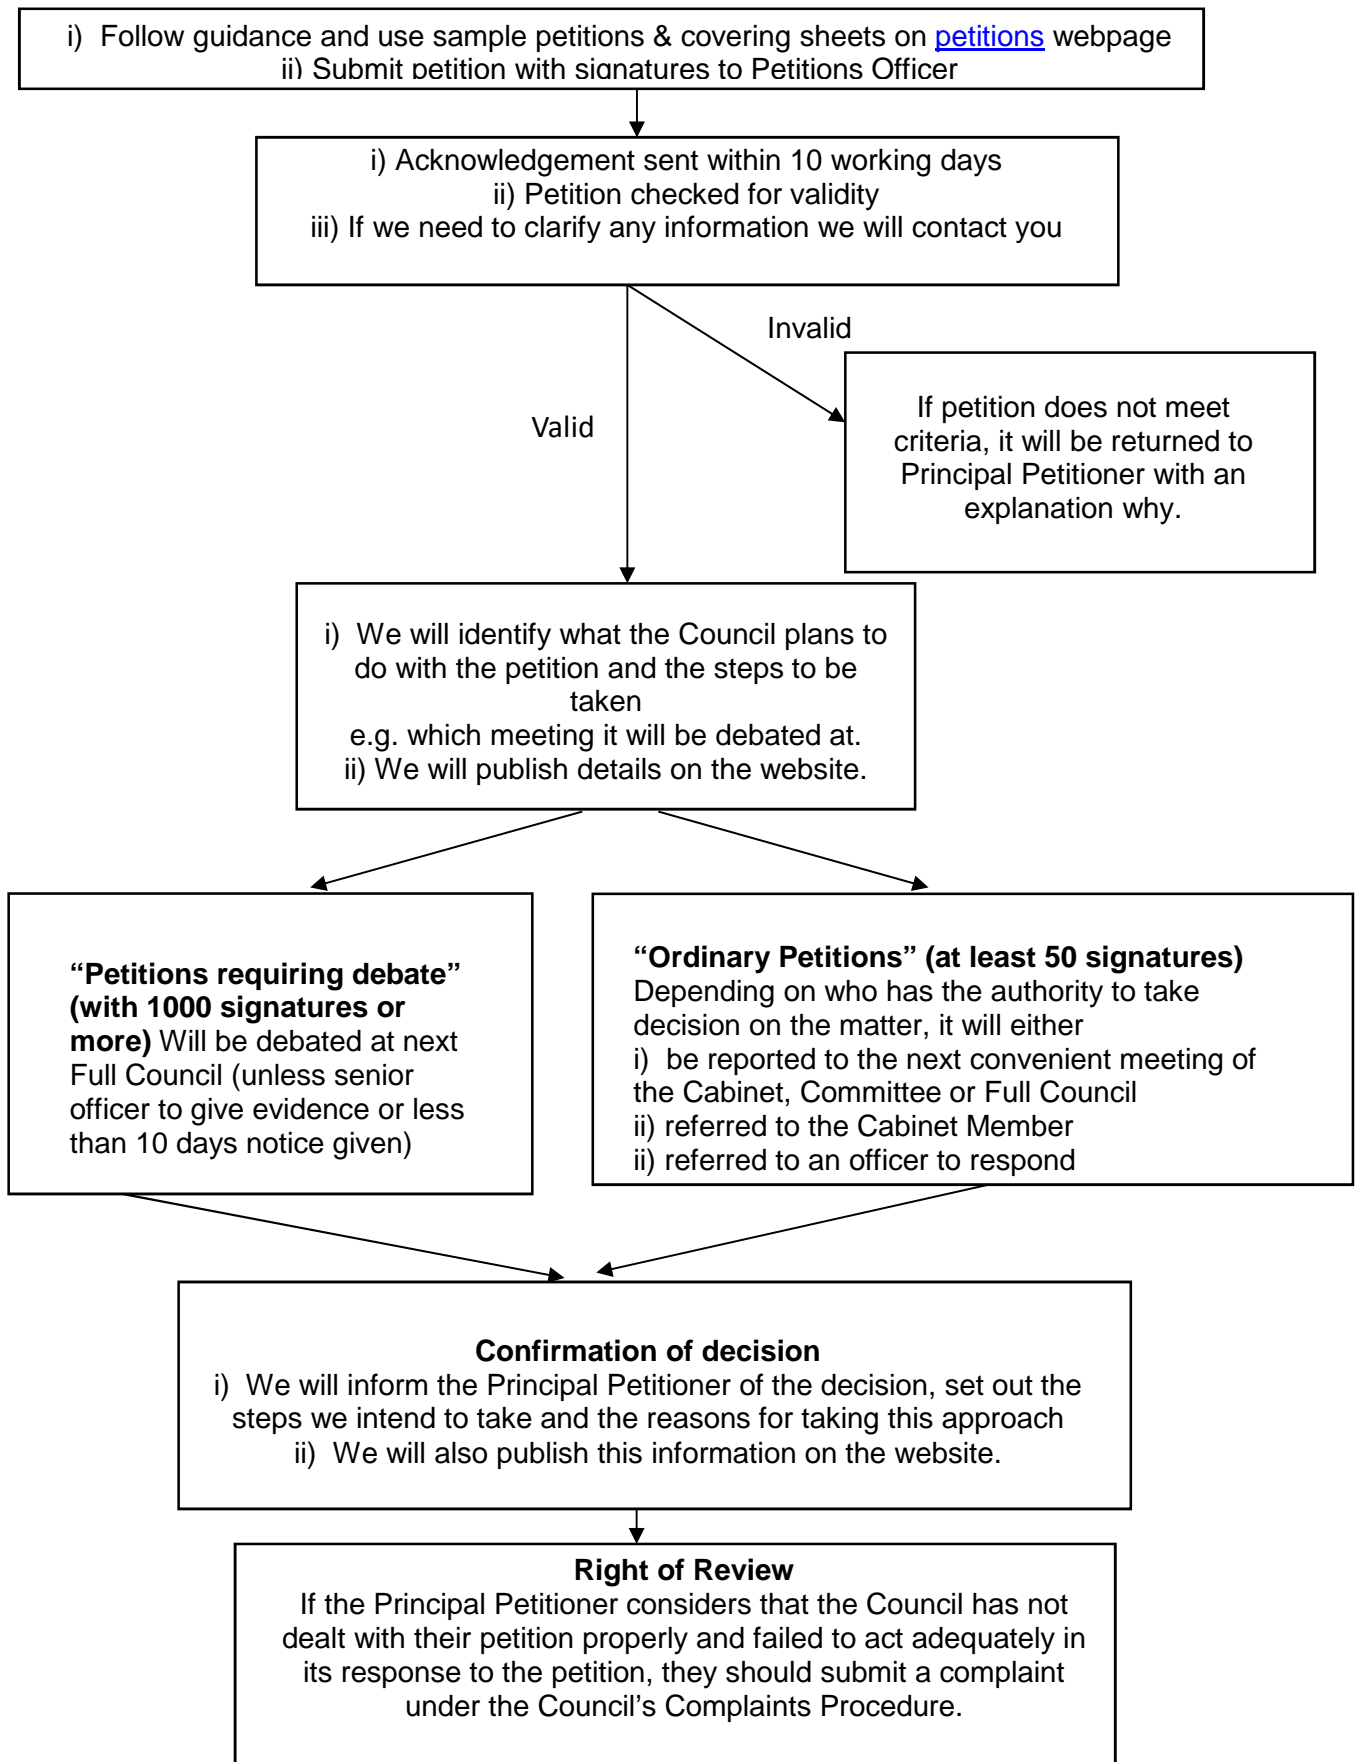 i) Follow guidance and use sample petitions & covering sheets on petitions webpage
ii) Submit petition with signatures to Petitions Officer
i) Acknowledgement sent within 10 working days
ii) Petition checked for validity
iii) If we need to clarify any information we will contact you
Invalid
Valid
If petition does not meet
criteria, it will be returned to
Principal Petitioner with an
explanation why.
i) We will identify what the Council plans to
do with the petition and the steps to be
taken
e.g. which meeting it will be debated at.
ii) We will publish details on the website.
“Petitions requiring debate”
(with 1000 signatures or
more) Will be debated at next
Full Council (unless senior
officer to give evidence or less
than 10 days notice given)
“Ordinary Petitions” (at least 50 signatures)
Depending on who has the authority to take
decision on the matter, it will either
i) be reported to the next convenient meeting of
the Cabinet, Committee or Full Council
ii) referred to the Cabinet Member
ii) referred to an officer to respond
Confirmation of decision
i) We will inform the Principal Petitioner of the decision, set out the
steps we intend to take and the reasons for taking this approach
ii) We will also publish this information on the website.
Right of Review
If the Principal Petitioner considers that the Council has not
dealt with their petition properly and failed to act adequately in
its response to the petition, they should submit a complaint
under the Council’s Complaints Procedure.